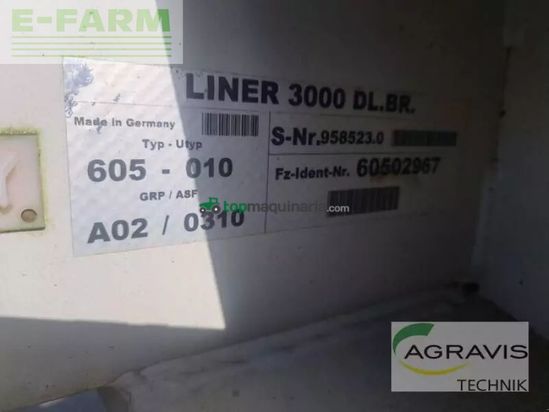 E-FARM
LINER 3000 DL.BR.
Made in Germany
Typ - Utyp
605 - 010
GRP / ASF
A02 / 0310
S-Nr. 958523.0
Fz-Ident-Nr. 60502967
topmaquinaria.com
AGRAVIS
TECHNIK